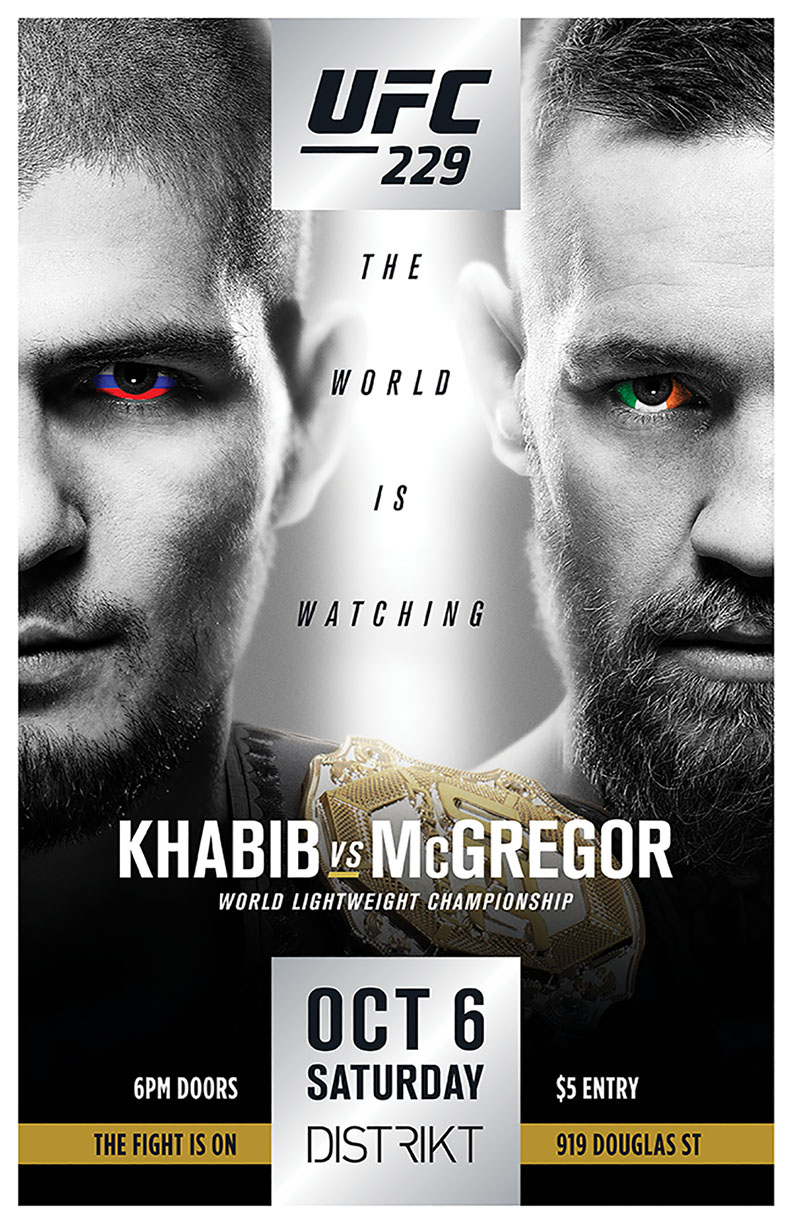 UFC
229
THE
WORLD
IS
WATCHING
KHABIB VS McGREGOR
WORLD LIGHTWEIGHT CHAMPIONSHIP
OCT 6
SATURDAY
DISTRIKT
6PM DOORS
$5 ENTRY
THE FIGHT IS ON
919 DOUGLAS ST